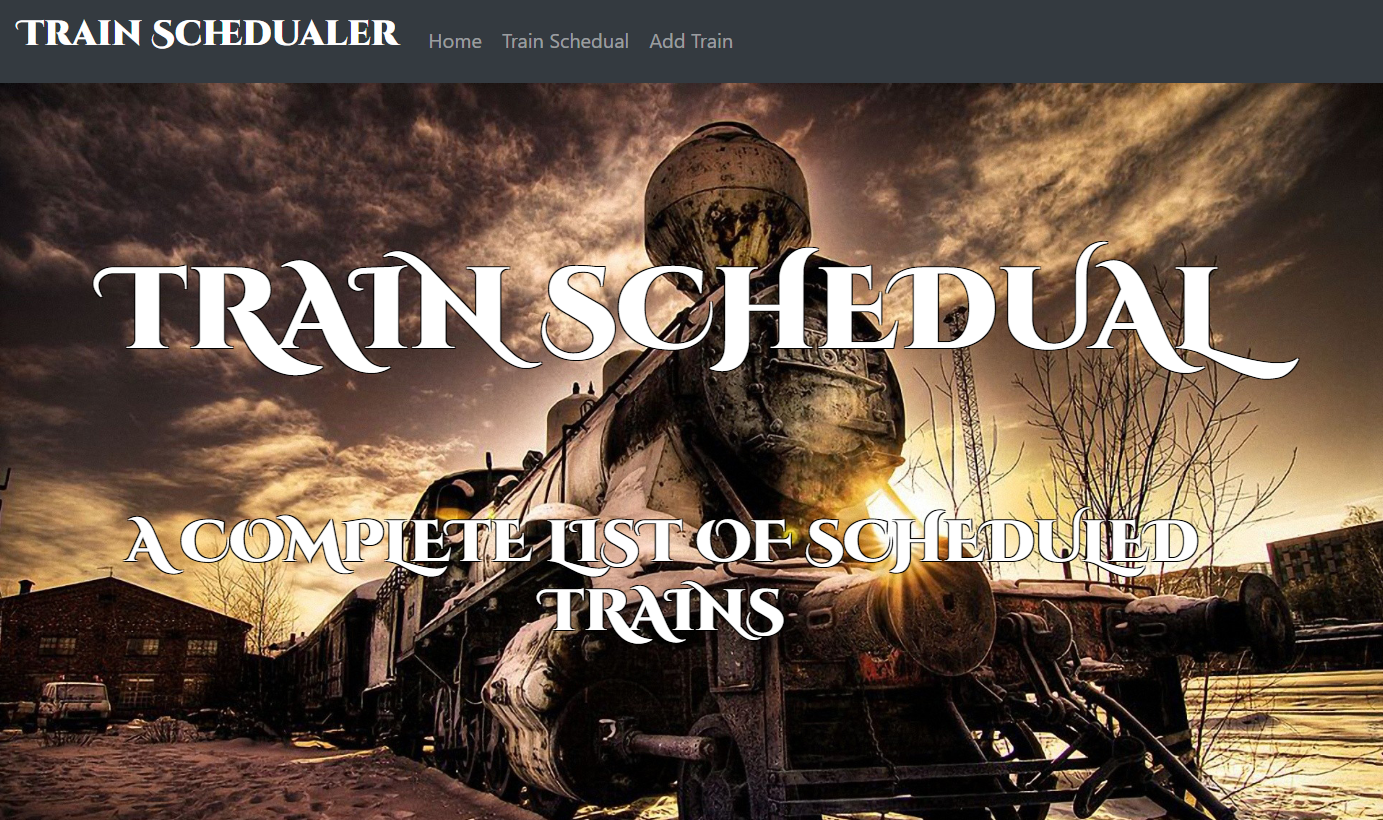 Train Schedualer
Home Train Schedual Add Train
Train Schedual
A Complete List of Scheduled
Trains